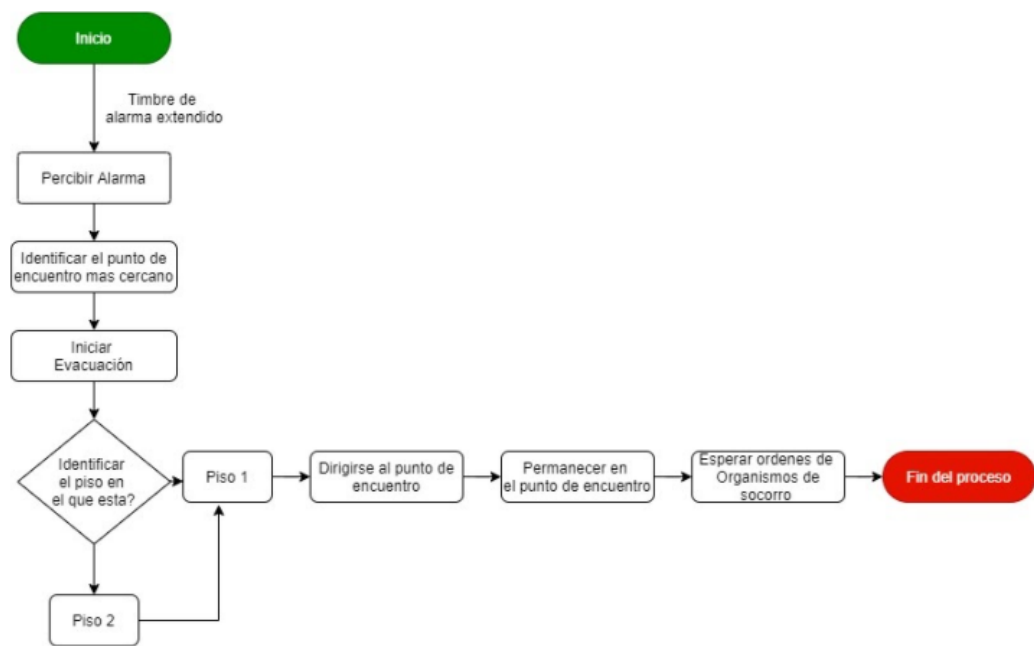 Inicio
Timbre de
alarma extendido
Percibir Alarma
Identificar el punto de
encuentro mas cercano
Iniciar
Evacuación
Identificar
el piso en
el que esta?
Piso 1
Dirigirse al punto de
encuentro
Permanecer en
el punto de encuentro
Esperar ordenes de
Organismos de
socorro
Fin del proceso
Piso 2